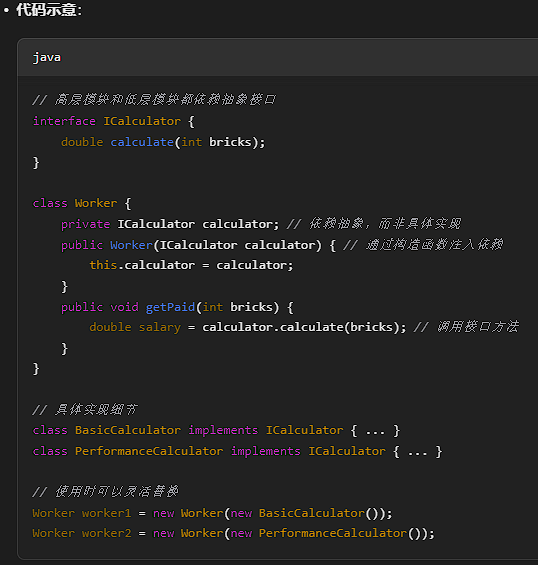 • 代码示意：
java
// 高层模块和低层模块都依赖抽象接口
interface ICalculator {
    double calculate(int bricks);
}
class Worker {
    private ICalculator calculator; // 依赖抽象，而非具体实现
    public Worker(ICalculator calculator) { // 通过构造函数注入依赖
        this.calculator = calculator;
    }
    public void getPaid(int bricks) {
        double salary = calculator.calculate(bricks); // 调用接口方法
    }
}
// 具体实现细节
class BasicCalculator implements ICalculator { ... }
class PerformanceCalculator implements ICalculator { ... }
// 使用时可以灵活替换
Worker worker1 = new Worker(new BasicCalculator());
Worker worker2 = new Worker(new PerformanceCalculator());